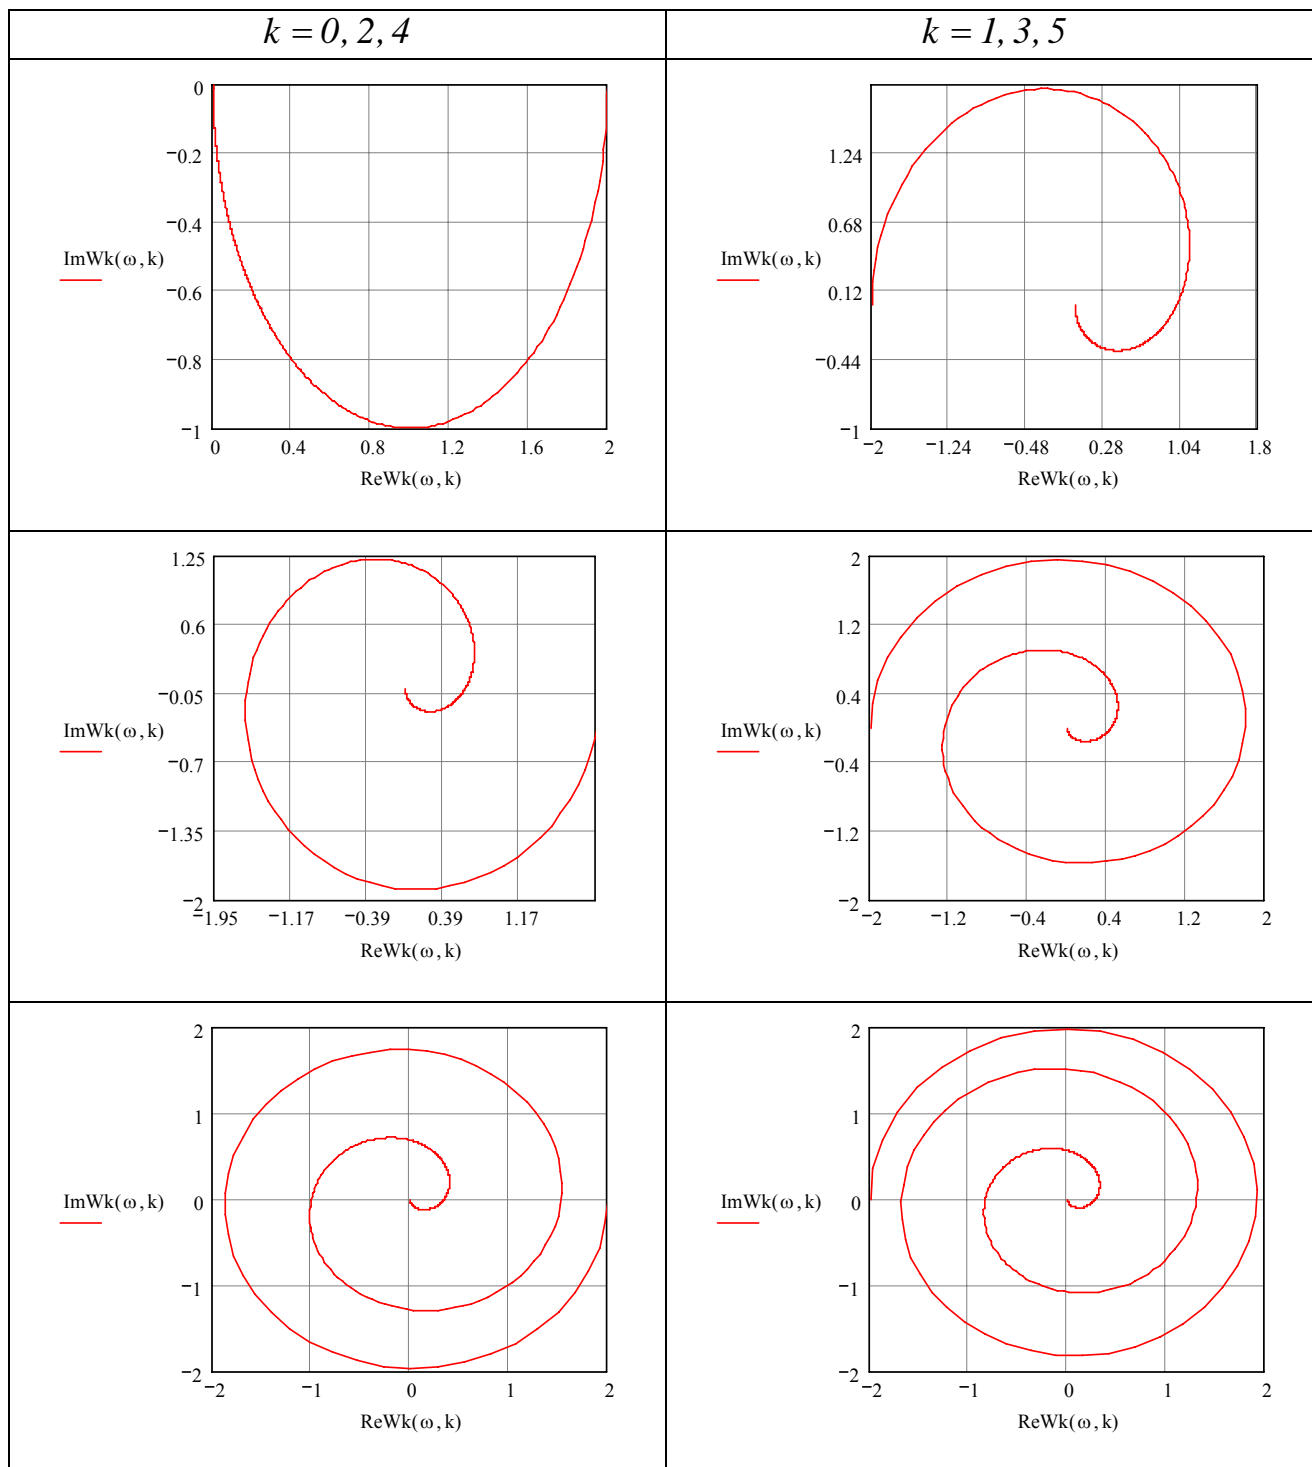 k = 0, 2, 4
k = 1, 3, 5
0
−0.2
−0.4
−0.6
−0.8
−1
ImWk(ω, k)
0 0.4 0.8 1.2 1.6 2
ReWk(ω, k)
1.24
0.68
0.12
−0.44
−1
ImWk(ω, k)
−2 −1.24 −0.48 0.28 1.04 1.8
ReWk(ω, k)
1.25
0.6
−0.05
−0.7
−1.35
−2
ImWk(ω, k)
−1.95 −1.17 −0.39 0.39 1.17
ReWk(ω, k)
2
1.2
0.4
−0.4
−1.2
−2
ImWk(ω, k)
−2 −1.2 −0.4 0.4 1.2 2
ReWk(ω, k)
2
1
0
−1
−2
ImWk(ω, k)
−2 −1 0 1 2
ReWk(ω, k)
2
1
0
−1
−2
ImWk(ω, k)
−2 −1 0 1 2
ReWk(ω, k)